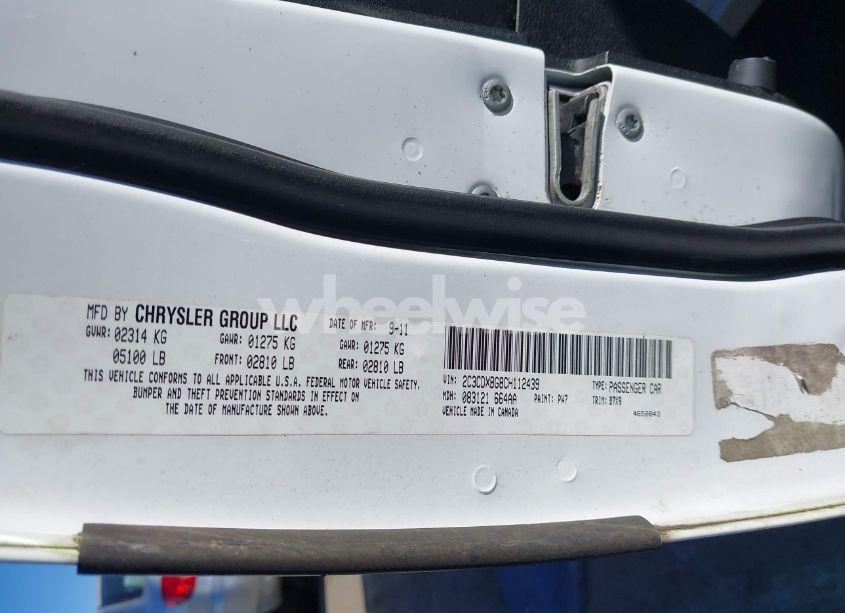 wheelwise
MFD BY CHRYSLER GROUP LLC DATE OF MFR: 9-11
GVWR: 02314 KG GAWR: 01275 KG GAWR: 01275 KG
05100 LB FRONT: 02810 LB REAR: 02810 LB
THIS VEHICLE CONFORMS TO ALL APPLICABLE U.S.A. FEDERAL MOTOR VEHICLE SAFETY,
BUMPER AND THEFT PREVENTION STANDARDS IN EFFECT ON
THE DATE OF MANUFACTURE SHOWN ABOVE.
VIN: 2C3CDXBG8CH112439 TYPE: PASSENGER CAR
MDH: 083121 664AA PAINT: PW7 TRIM: B7X9
VEHICLE MADE IN CANADA 4658843